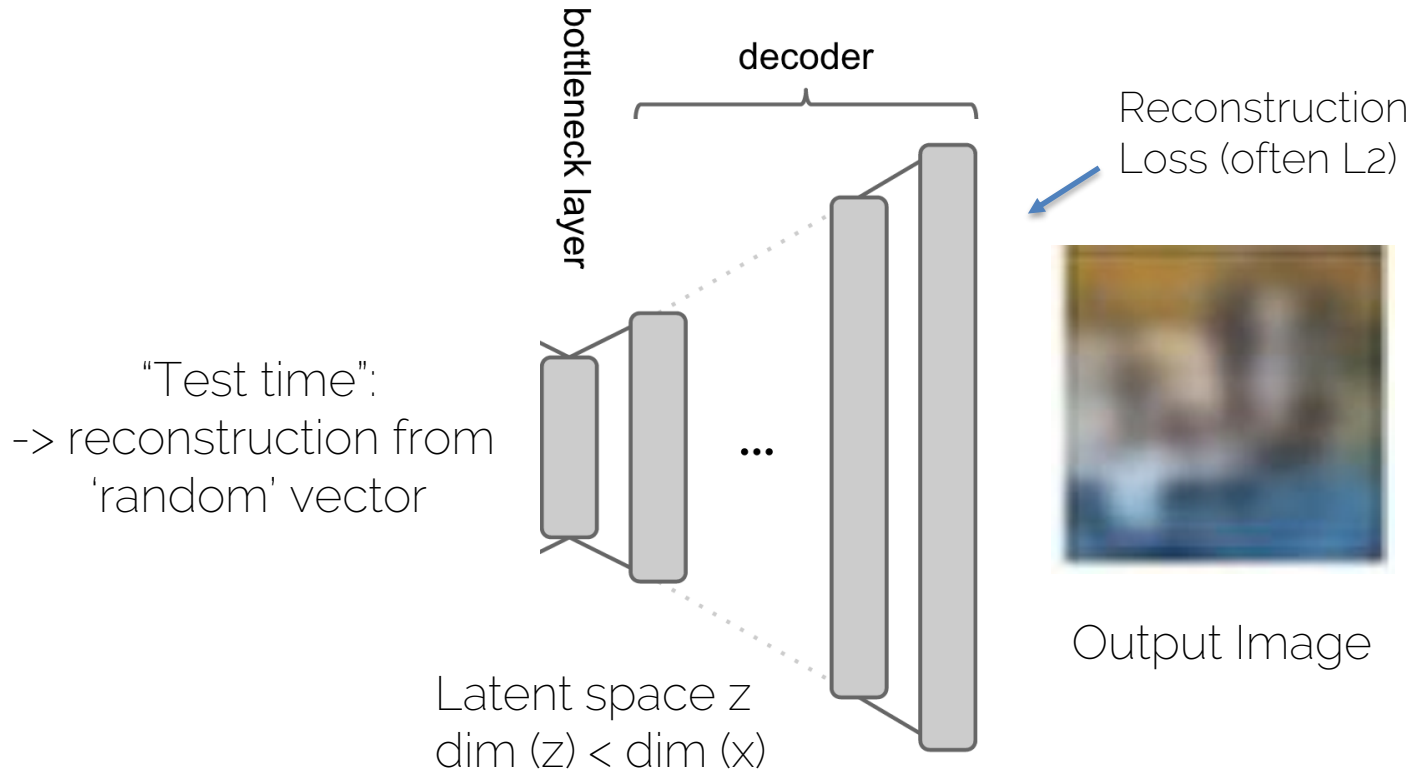 bottleneck layer
decoder
Reconstruction
Loss (often L2)
“Test time”:
-> reconstruction from
‘random’ vector
...
Latent space z
dim (z) < dim (x)
Output Image